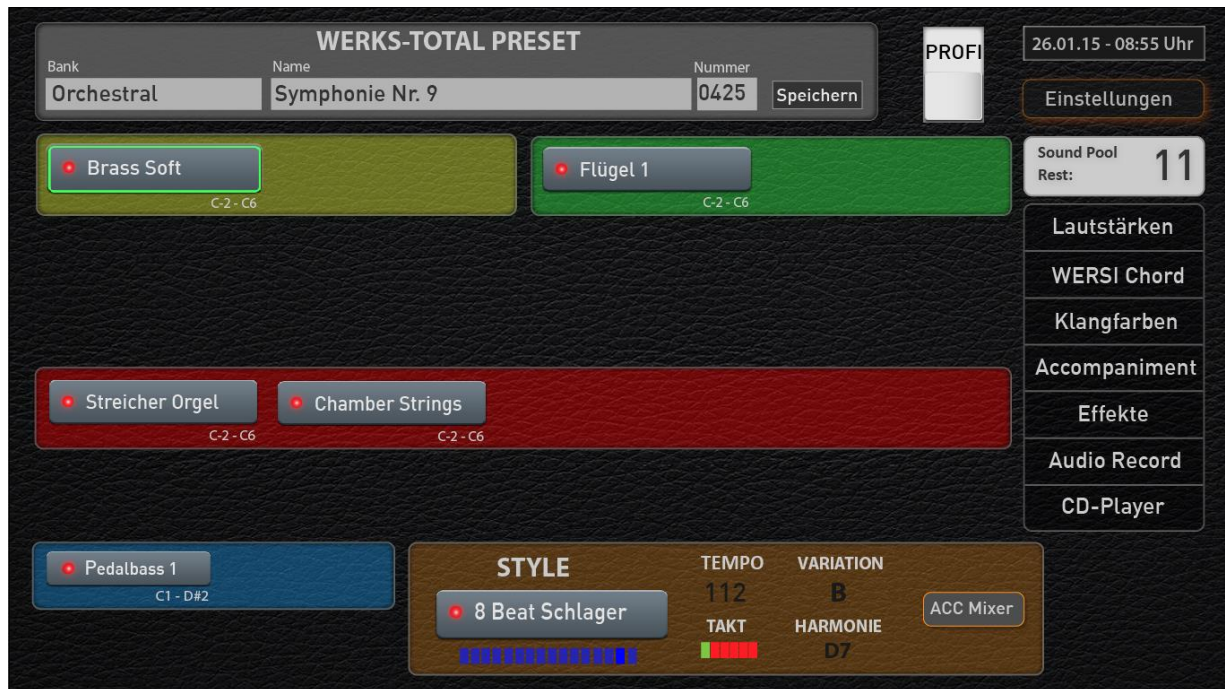 WERKS-TOTAL PRESET
Bank Name Nummer
Orchestral Symphonie Nr. 9 0425 Speichern
PROFI
26.01.15 - 08:55 Uhr
Einstellungen
Brass Soft
C-2 - C6
Flügel 1
C-2 - C6
Sound Pool
Rest: 11
Lautstärken
WERSI Chord
Klangfarben
Accompaniment
Effekte
Audio Record
CD-Player
Streicher Orgel
C-2 - C6
Chamber Strings
C-2 - C6
Pedalbass 1
C1 - D#2
STYLE
8 Beat Schlager
TEMPO
112
TAKT
VARIATION
B
HARMONIE
D7
ACC Mixer